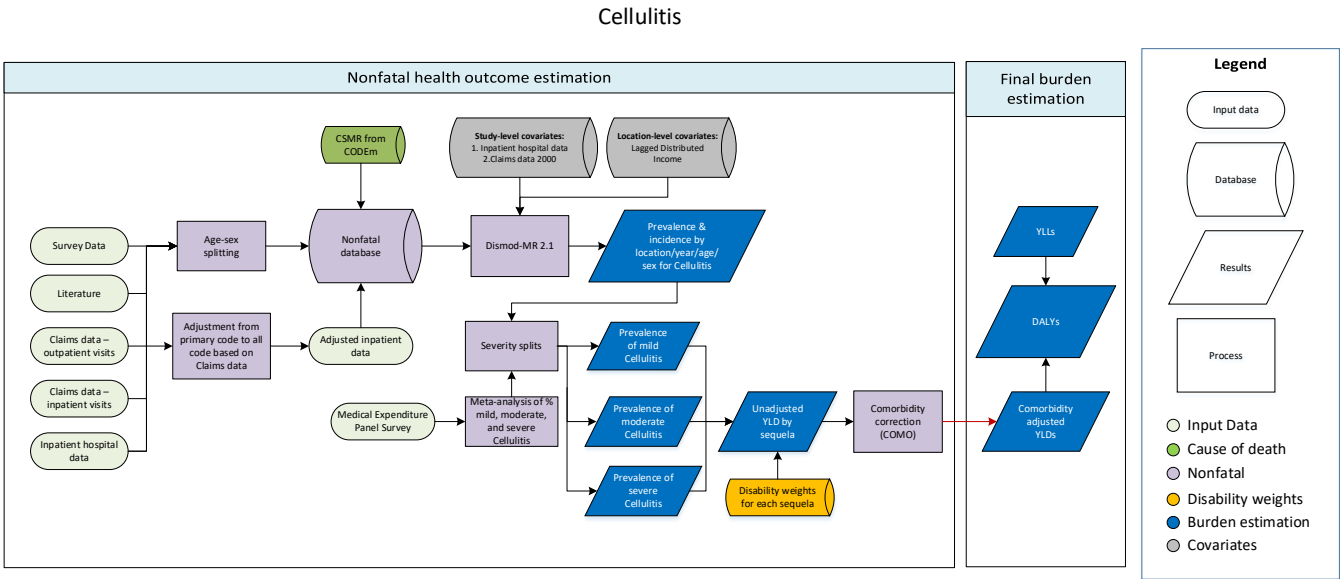 Cellulitis
Nonfatal health outcome estimation
Final burden
estimation
Legend
CSMR from
CODEm
Study-level covariates:
1. Inpatient hospital data
2.Claims data 2000
Location-level covariates:
Lagged Distributed
Income
Survey Data
Age-sex
splitting
Nonfatal
database
Dismod-MR 2.1
Prevalence &
incidence by
location/year/age/
sex for Cellulitis
Literature
Claims data –
outpatient visits
Adjustment from
primary code to all
code based on
Claims data
Adjusted inpatient
data
Claims data –
inpatient visits
Inpatient hospital
data
Severity splits
Prevalence
of mild
Cellulitis
Medical Expenditure
Panel Survey
Meta-analysis of %
mild, moderate,
and severe
Cellulitis
Prevalence of
moderate
Cellulitis
Prevalence of
severe
Cellulitis
Unadjusted
YLD by
sequela
Disability weights
for each sequela
Comorbidity
correction
(COMO)
YLLs
DALYs
Comorbidity
adjusted
YLDs
Input data
Database
Results
Process
Input Data
Cause of death
Nonfatal
Disability weights
Burden estimation
Covariates